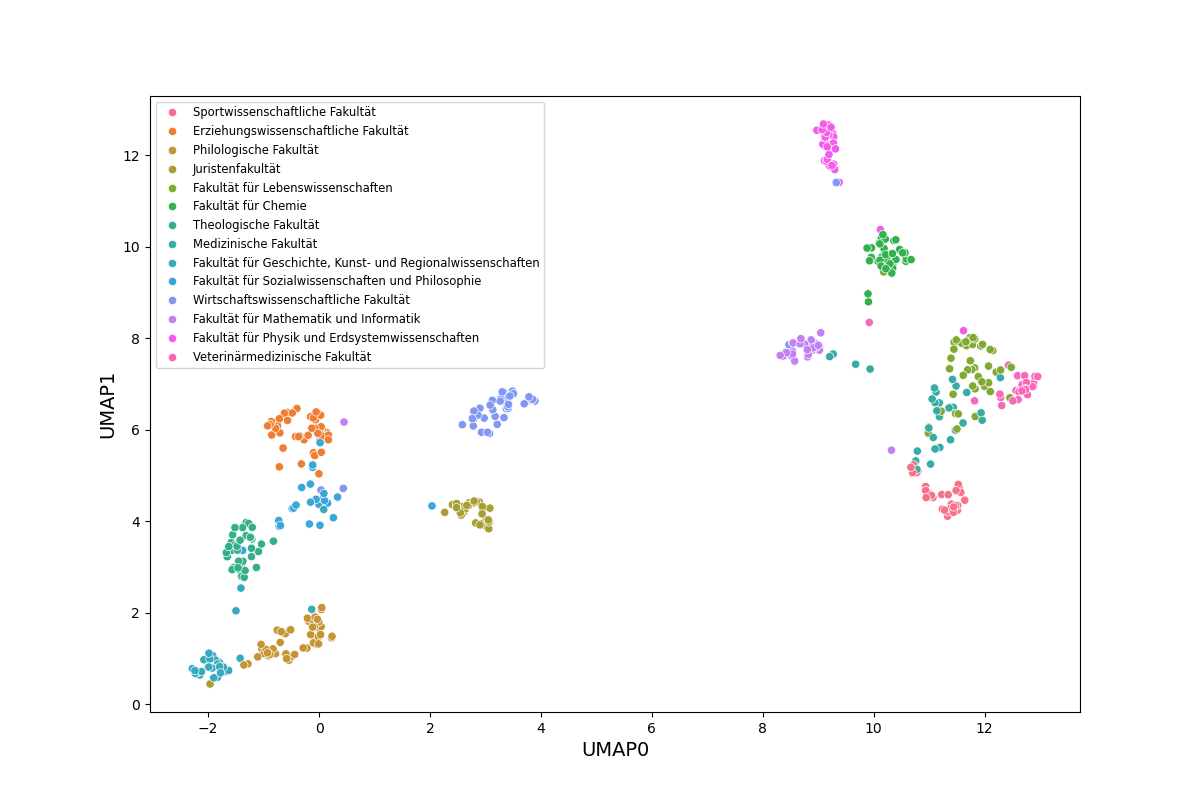 Sportwissenschaftliche Fakultät
Erziehungswissenschaftliche Fakultät
Philologische Fakultät
Juristenfakultät
Fakultät für Lebenswissenschaften
Fakultät für Chemie
Theologische Fakultät
Medizinische Fakultät
Fakultät für Geschichte, Kunst- und Regionalwissenschaften
Fakultät für Sozialwissenschaften und Philosophie
Wirtschaftswissenschaftliche Fakultät
Fakultät für Mathematik und Informatik
Fakultät für Physik und Erdsystemwissenschaften
Veterinärmedizinische Fakultät
12
10
8
6
4
2
0
UMAP1
−2 0 2 4 6 8 10 12
UMAP0